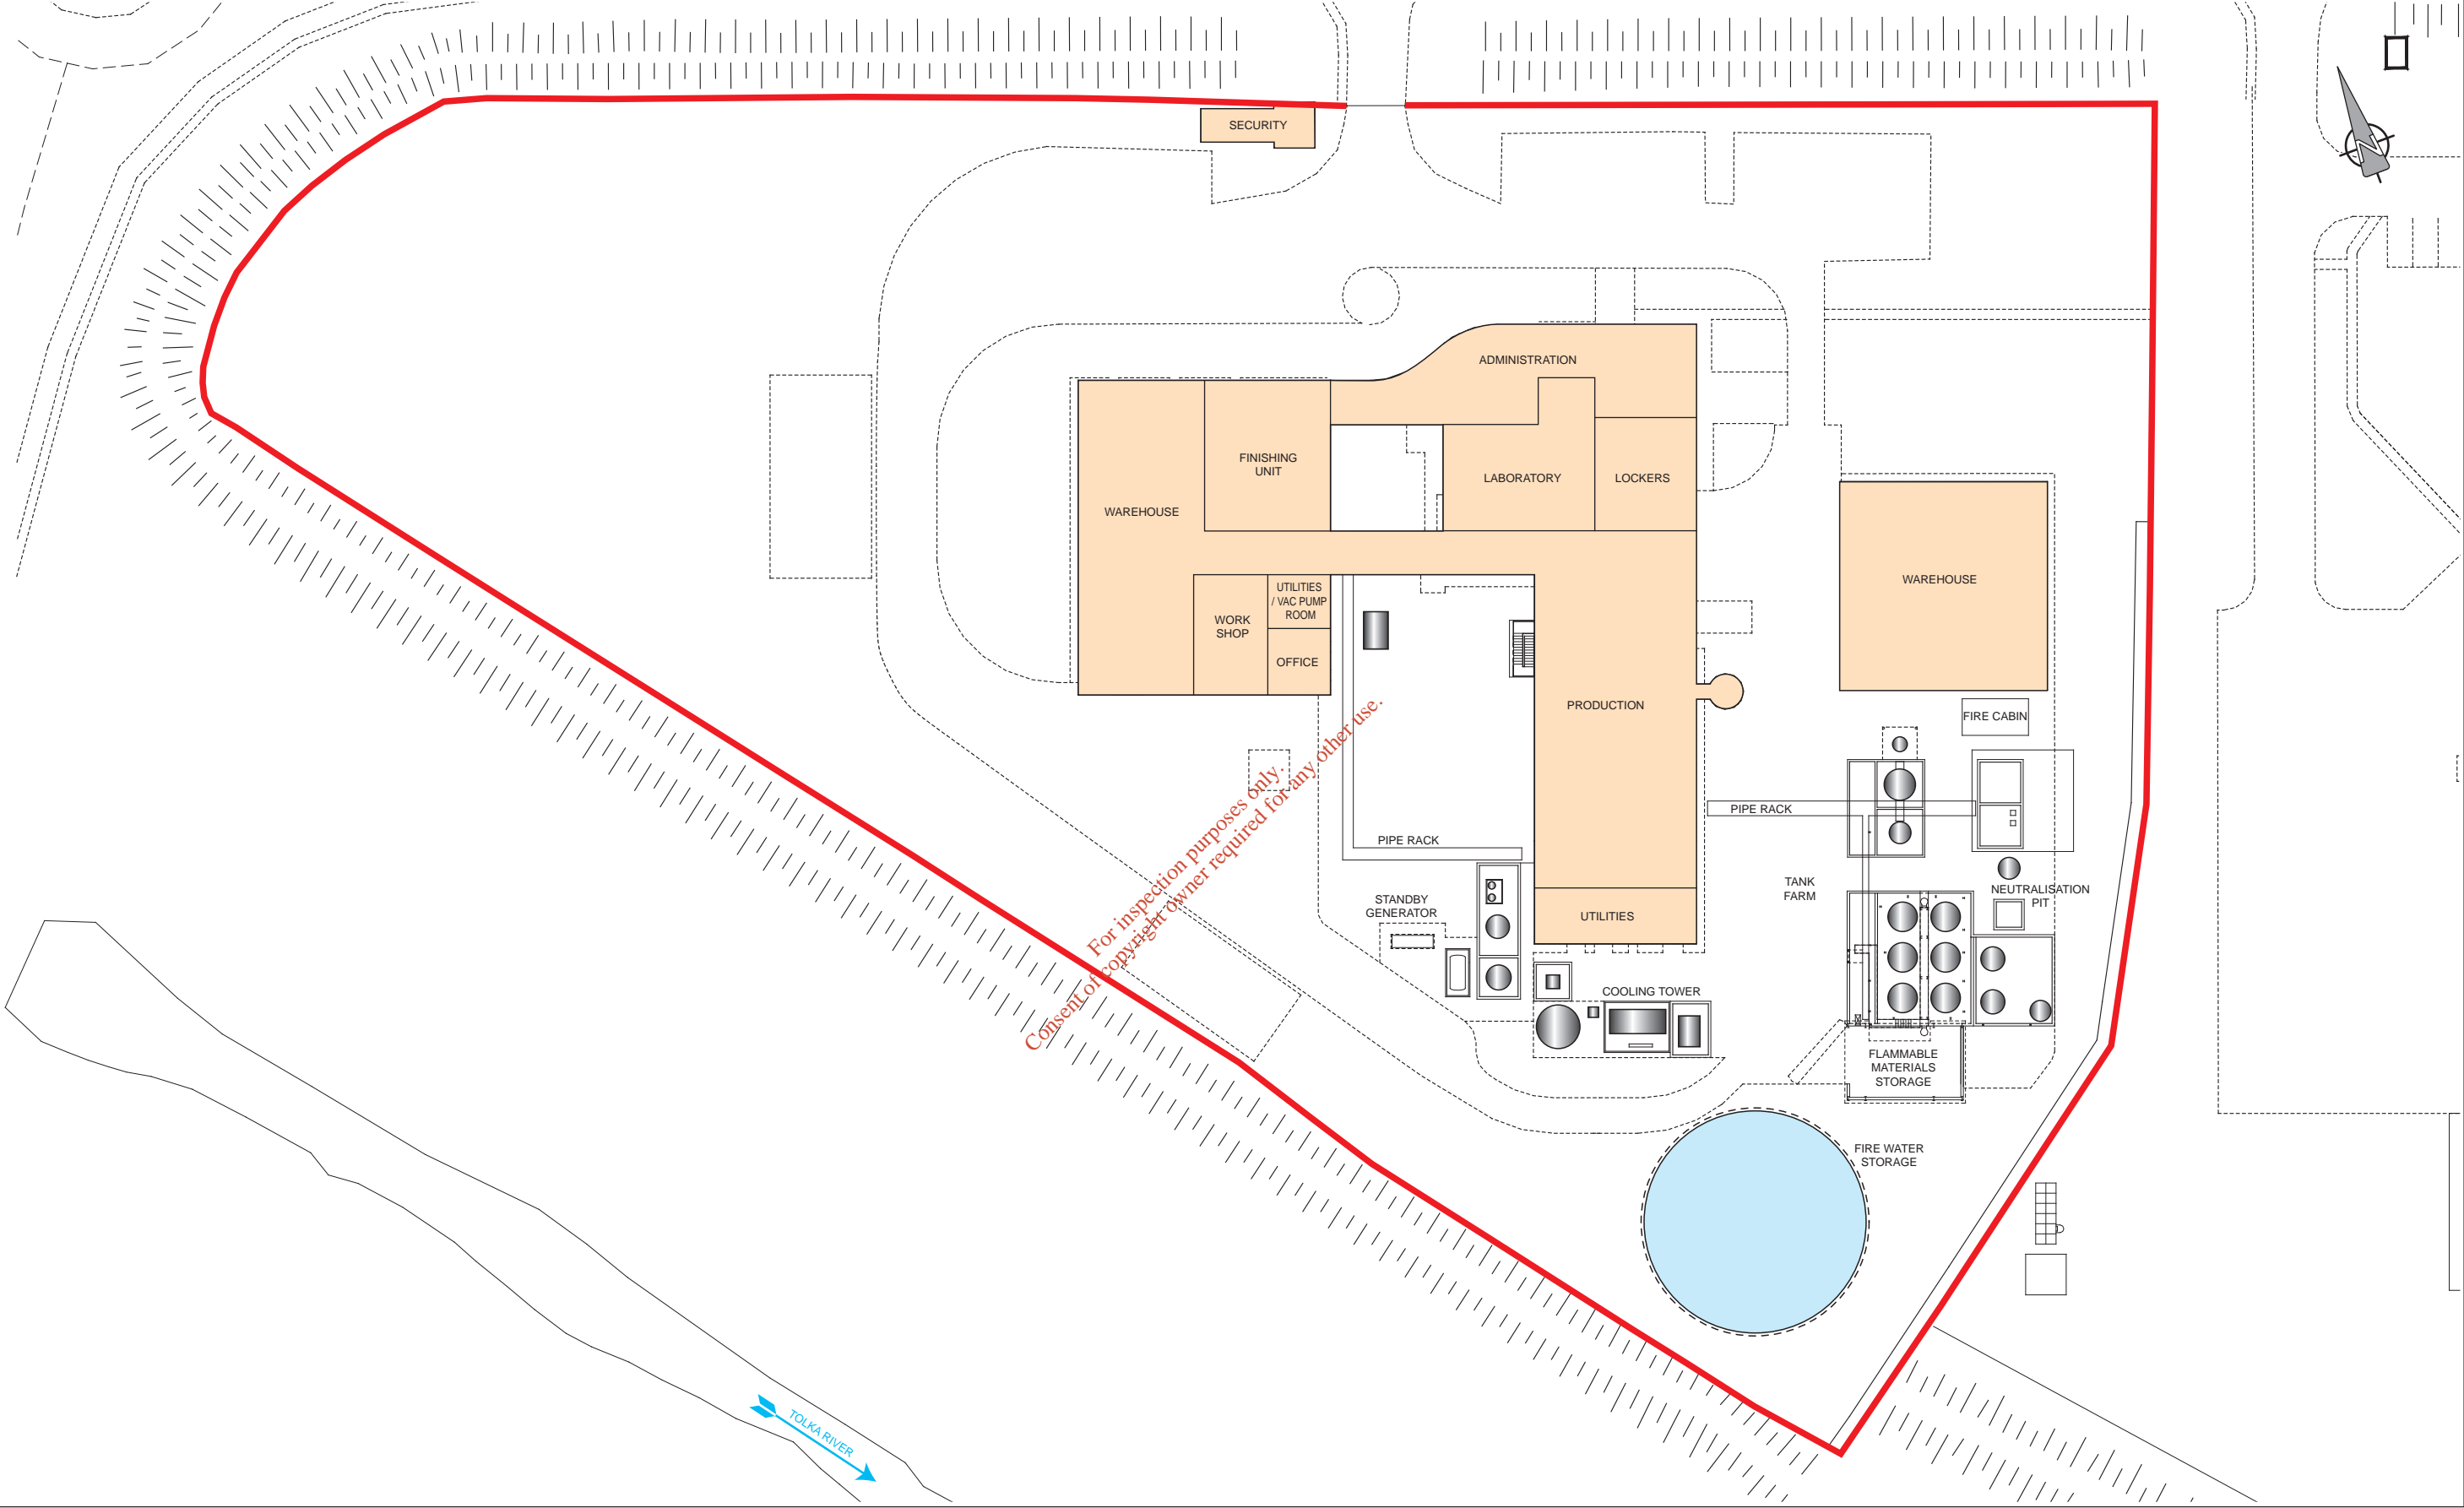 SECURITY
N
ADMINISTRATION
FINISHING
UNIT
LABORATORY
LOCKERS
WAREHOUSE
WAREHOUSE
UTILITIES
/ VAC PUMP
ROOM
WORK
SHOP
OFFICE
PRODUCTION
FIRE CABIN
PIPE RACK
PIPE RACK
TANK
FARM
NEUTRALISATION
PIT
STANDBY
GENERATOR
UTILITIES
COOLING TOWER
FLAMMABLE
MATERIALS
STORAGE
FIRE WATER
STORAGE
For inspection purposes only.
Consent of copyright owner required for any other use.
TOLKA RIVER